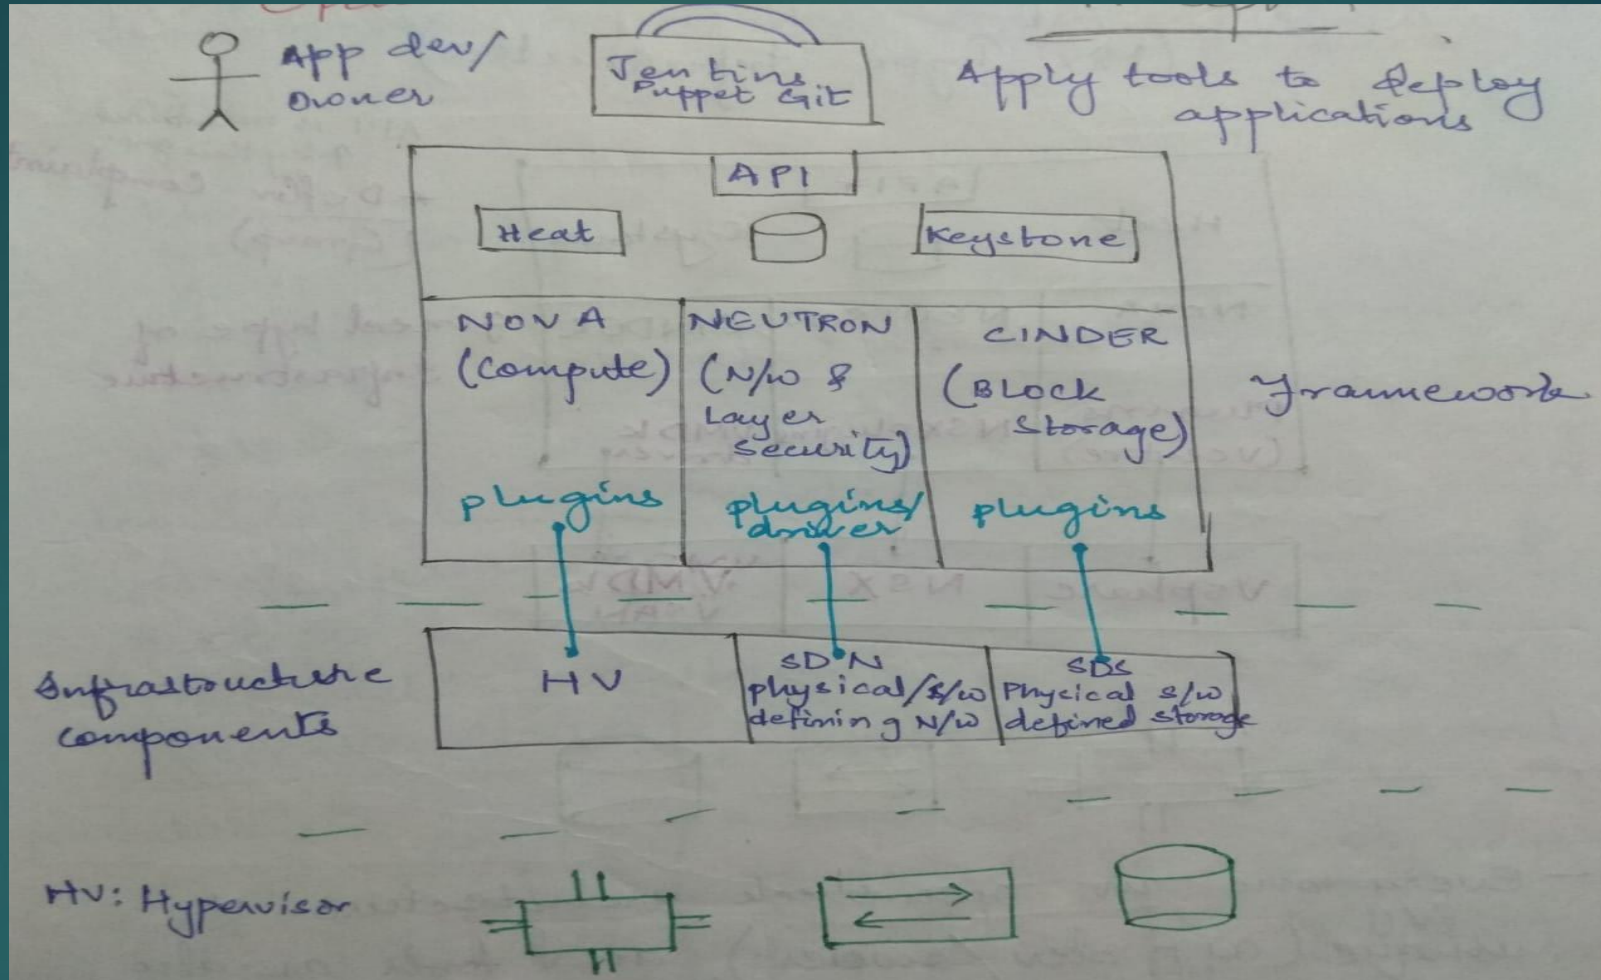 App dev/
owner
Jenkins
Puppet Git
Apply tools to deploy
applications
API
Heat
Keystone
NOVA
(Compute)
NEUTRON
(N/w &
Layer
security)
CINDER
(Block
Storage)
Framework
plugins
plugins/
driver
plugins
Infrastructure
components
HV
SDN
physical/s/w
defining N/w
SDS
Physical s/w
defined storage
HV: Hypervisor